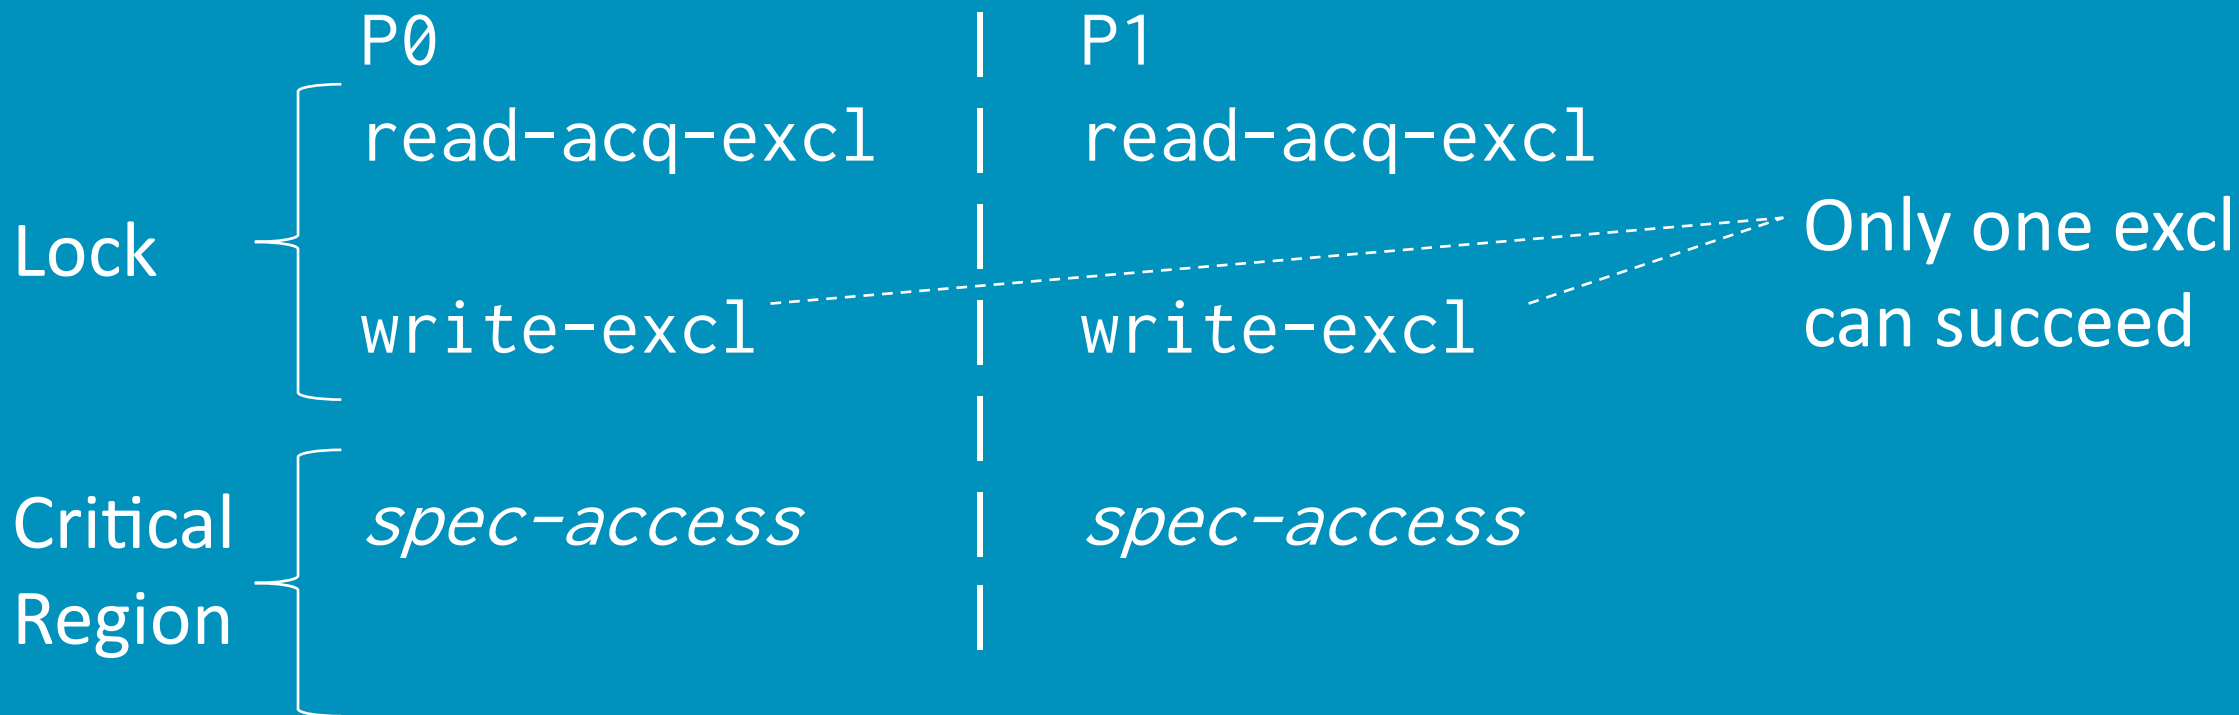 P0 | P1
read-acq-excl | read-acq-excl
Lock
Only one excl
write-excl | write-excl
can succeed
Critical
spec-access | spec-access
Region